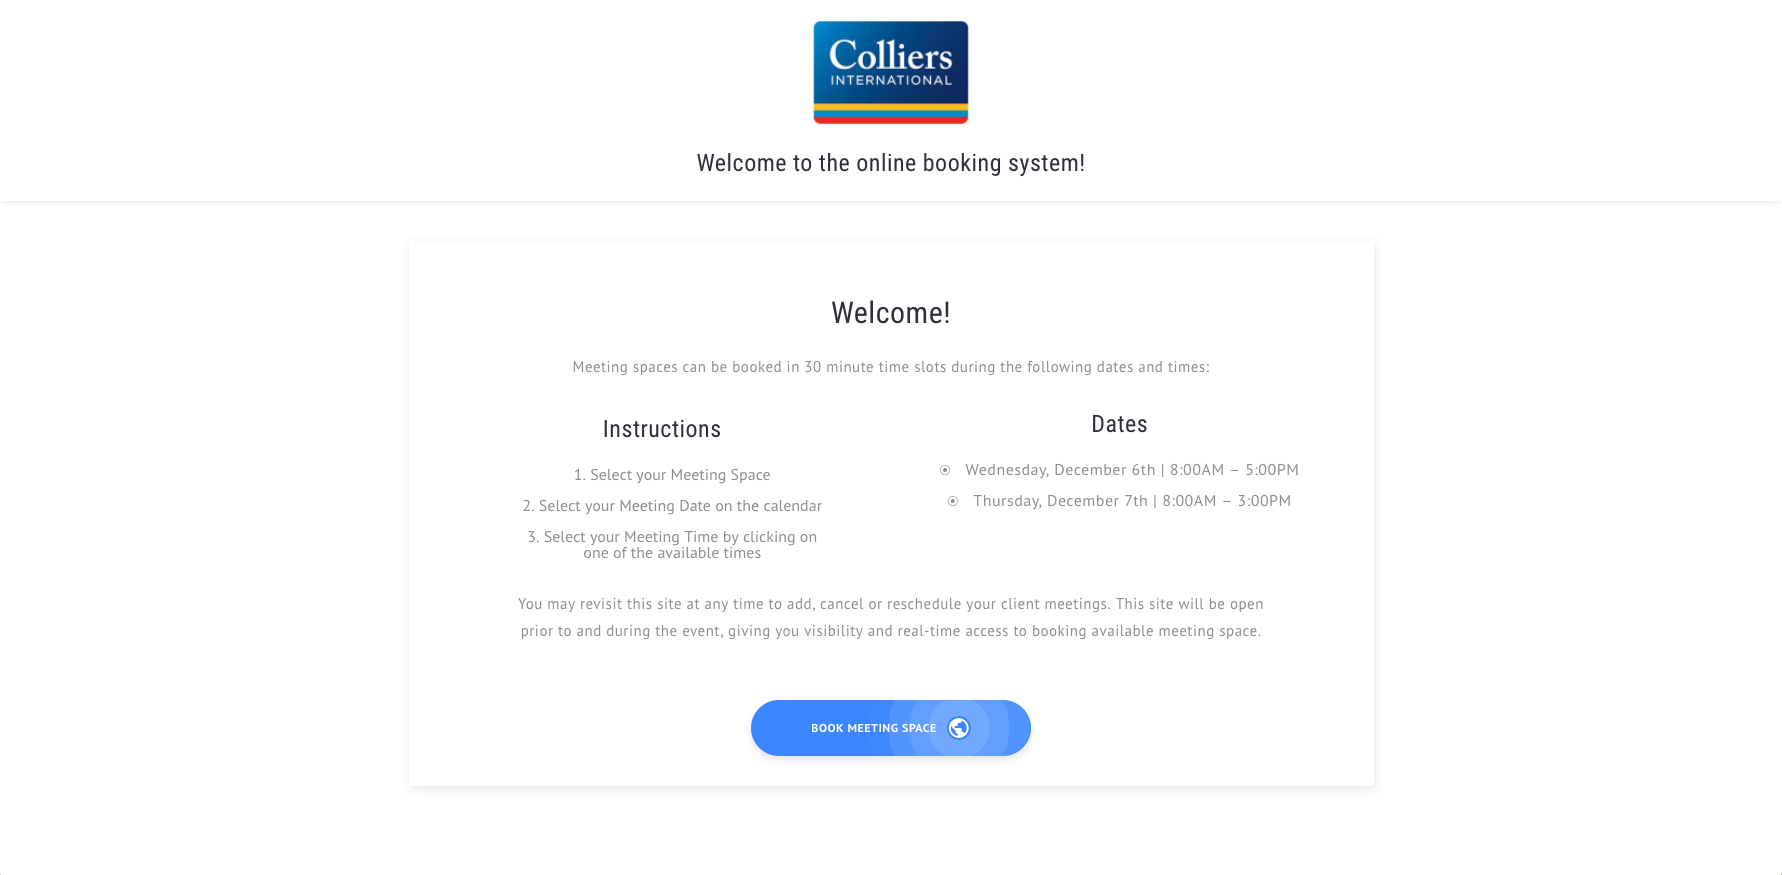 Colliers
INTERNATIONAL
Welcome to the online booking system!
Welcome!
Meeting spaces can be booked in 30 minute time slots during the following dates and times:
Instructions
1. Select your Meeting Space
2. Select your Meeting Date on the calendar
3. Select your Meeting Time by clicking on
one of the available times
Dates
Wednesday, December 6th | 8:00AM – 5:00PM
Thursday, December 7th | 8:00AM – 3:00PM
You may revisit this site at any time to add, cancel or reschedule your client meetings. This site will be open
prior to and during the event, giving you visibility and real-time access to booking available meeting space.
BOOK MEETING SPACE